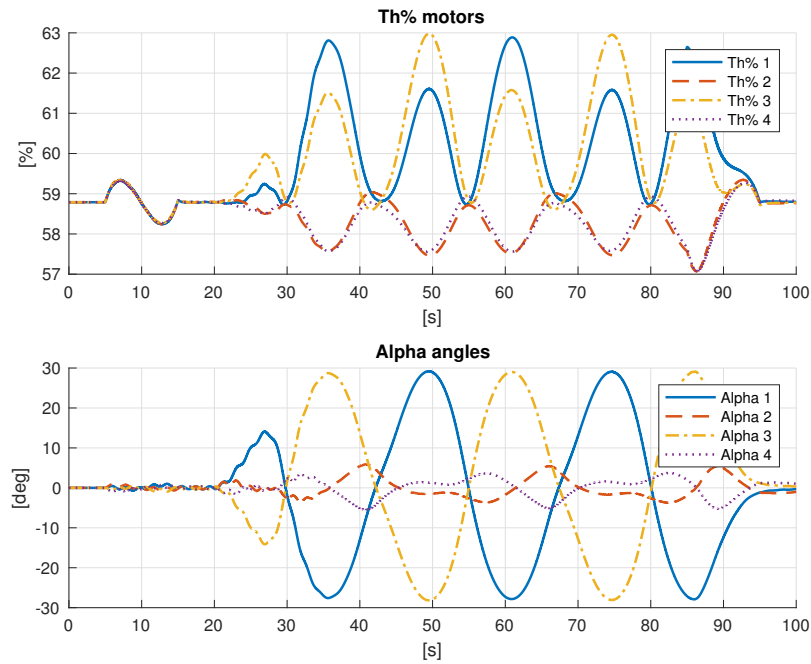 Th% motors
63
62
61
60
59
58
57
[%]
Th% 1
Th% 2
Th% 3
Th% 4
0 10 20 30 40 50 60 70 80 90 100
[s]
Alpha angles
30
20
10
0
-10
-20
-30
[deg]
Alpha 1
Alpha 2
Alpha 3
Alpha 4
0 10 20 30 40 50 60 70 80 90 100
[s]